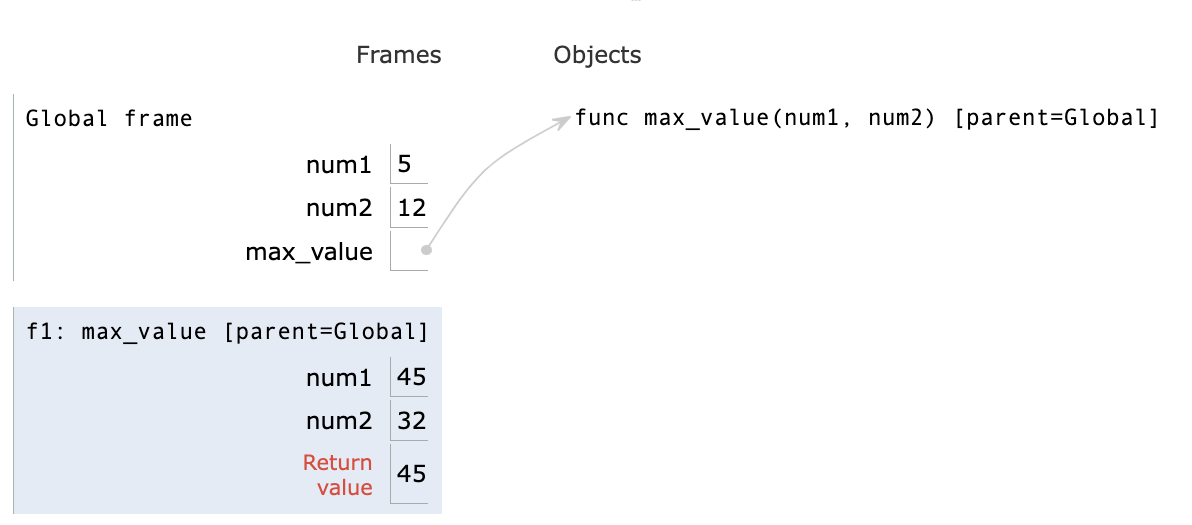 Frames Objects
Global frame
func max_value(num1, num2) [parent=Global]
num1 5
num2 12
max_value
f1: max_value [parent=Global]
num1 45
num2 32
Return
value 45